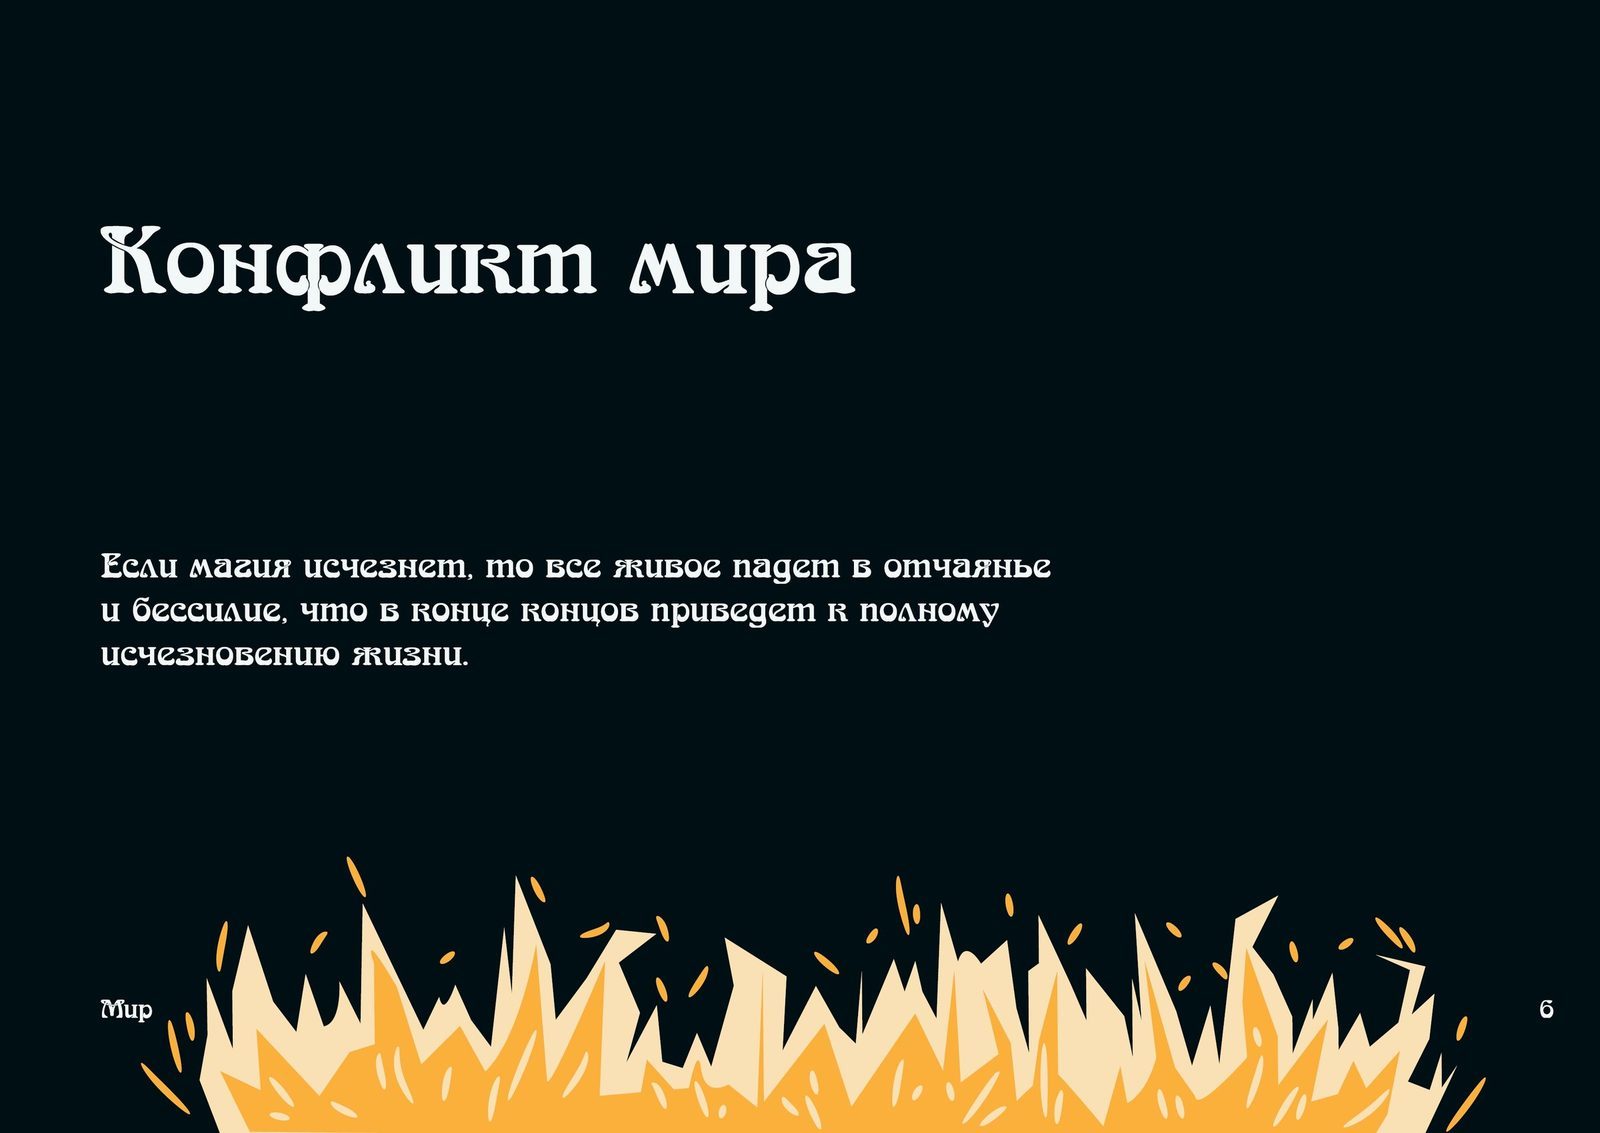 Конфликт мира
Если магия исчезнет, то все живое падет в отчаянье
и бессилие, что в конце концов приведет к полному
исчезновению жизни.
Мир
6